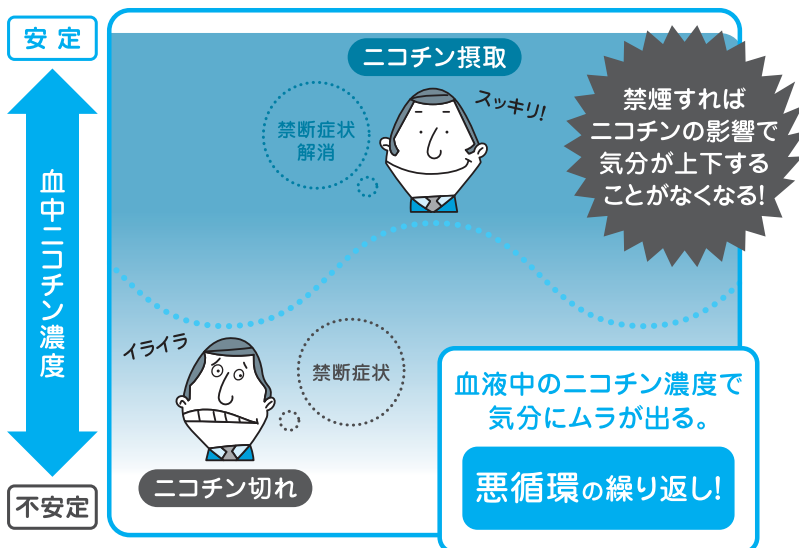 安定
血中ニコチン濃度
不安定
ニコチン摂取
スッキリ!
禁断症状
解消
禁煙すれば
ニコチンの影響で
気分が上下する
ことがなくなる!
イライラ
禁断症状
ニコチン切れ
血液中のニコチン濃度で
気分にムラが出る。
悪循環の繰り返し!